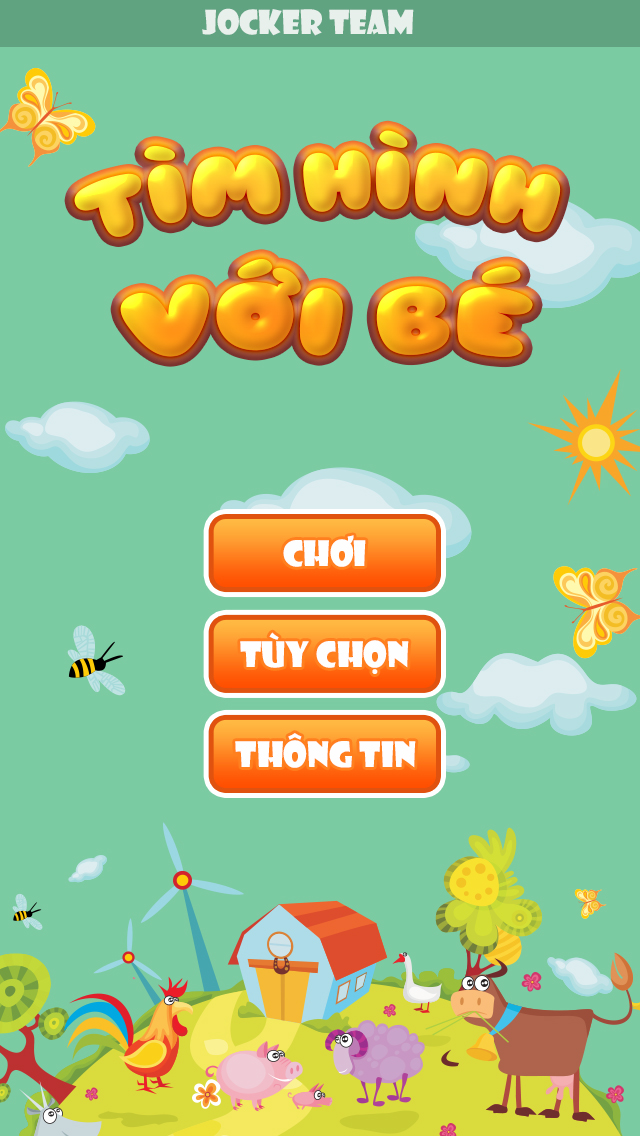 JOCKER TEAM
TÌM HÌNH
VỚI BÉ
CHƠI
TÙY CHỌN
THÔNG TIN